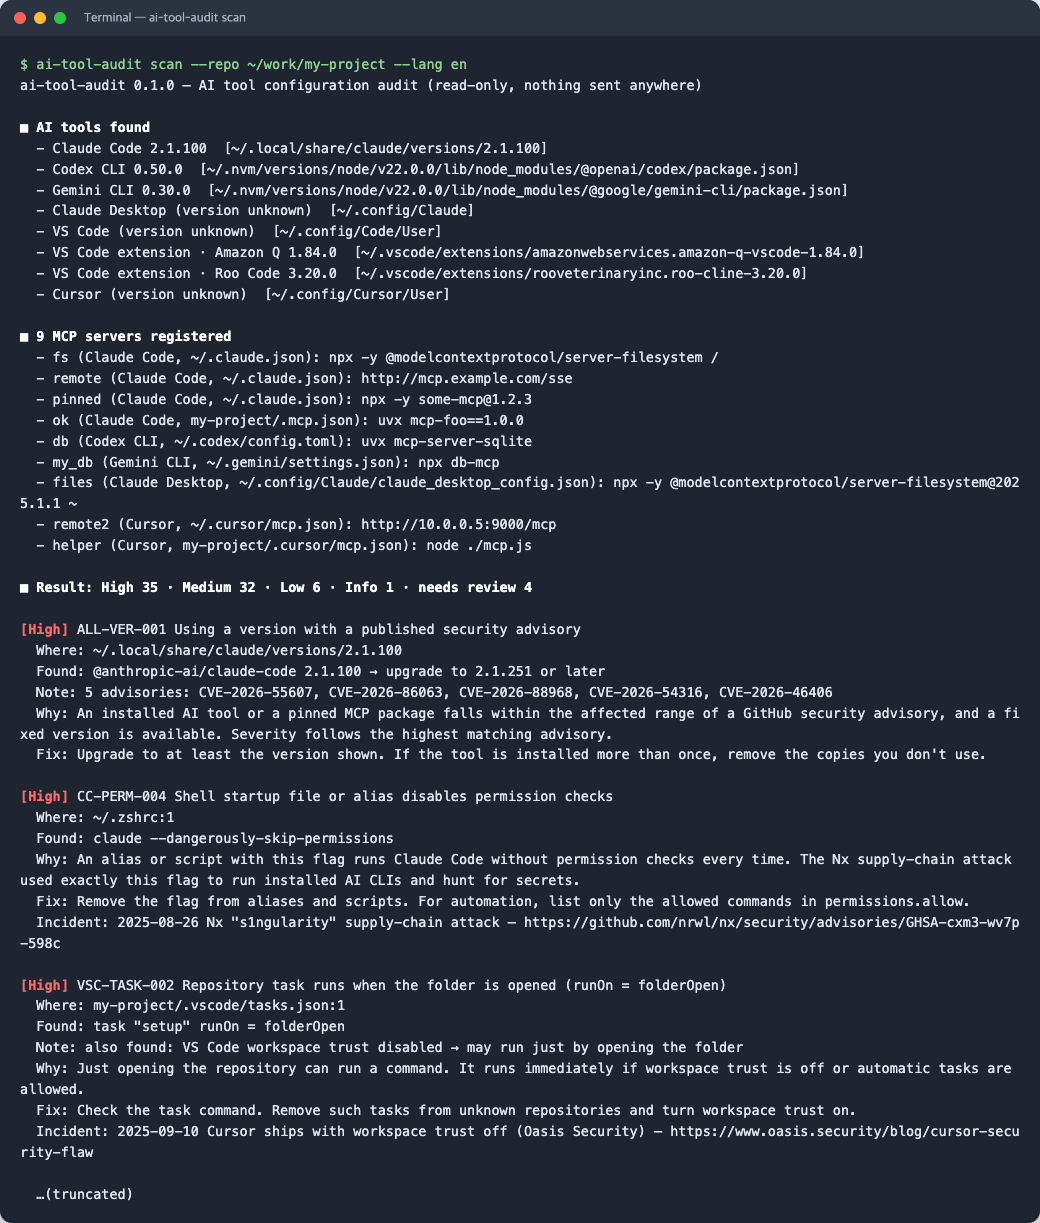 Terminal — ai-tool-audit scan
$ ai-tool-audit scan --repo ~/work/my-project --lang en
ai-tool-audit 0.1.0 — AI tool configuration audit (read-only, nothing sent anywhere)
■ AI tools found
– Claude Code 2.1.100 [~/.local/share/claude/versions/2.1.100]
– Codex CLI 0.50.0 [~/.nvm/versions/node/v22.0.0/lib/node_modules/@openai/codex/package.json]
– Gemini CLI 0.30.0 [~/.nvm/versions/node/v22.0.0/lib/node_modules/@google/gemini-cli/package.json]
– Claude Desktop (version unknown) [~/.config/Claude]
– VS Code (version unknown) [~/.config/Code/User]
– VS Code extension · Amazon Q 1.84.0 [~/.vscode/extensions/amazonwebservices.amazon-q-vscode-1.84.0]
– VS Code extension · Roo Code 3.20.0 [~/.vscode/extensions/rooveterinaryinc.roo-cline-3.20.0]
– Cursor (version unknown) [~/.config/Cursor/User]
■ 9 MCP servers registered
– fs (Claude Code, ~/.claude.json): npx -y @modelcontextprotocol/server-filesystem /
– remote (Claude Code, ~/.claude.json): http://mcp.example.com/sse
– pinned (Claude Code, ~/.claude.json): npx -y some-mcp@1.2.3
– ok (Claude Code, my-project/.mcp.json): uvx mcp-foo==1.0.0
– db (Codex CLI, ~/.codex/config.toml): uvx mcp-server-sqlite
– my_db (Gemini CLI, ~/.gemini/settings.json): npx db-mcp
– files (Claude Desktop, ~/.config/Claude/claude_desktop_config.json): npx -y @modelcontextprotocol/server-filesystem@202
5.1.1 ~
– remote2 (Cursor, ~/.cursor/mcp.json): http://10.0.0.5:9000/mcp
– helper (Cursor, my-project/.cursor/mcp.json): node ./mcp.js
■ Result: High 35 · Medium 32 · Low 6 · Info 1 · needs review 4
[High] ALL-VER-001 Using a version with a published security advisory
Where: ~/.local/share/claude/versions/2.1.100
Found: @anthropic-ai/claude-code 2.1.100 → upgrade to 2.1.251 or later
Note: 5 advisories: CVE-2026-55607, CVE-2026-86063, CVE-2026-88968, CVE-2026-54316, CVE-2026-46406
Why: An installed AI tool or a pinned MCP package falls within the affected range of a GitHub security advisory, and a fi
xed version is available. Severity follows the highest matching advisory.
Fix: Upgrade to at least the version shown. If the tool is installed more than once, remove the copies you don't use.
[High] CC-PERM-004 Shell startup file or alias disables permission checks
Where: ~/.zshrc:1
Found: claude --dangerously-skip-permissions
Why: An alias or script with this flag runs Claude Code without permission checks every time. The Nx supply-chain attack
used exactly this flag to run installed AI CLIs and hunt for secrets.
Fix: Remove the flag from aliases and scripts. For automation, list only the allowed commands in permissions.allow.
Incident: 2025-08-26 Nx "s1ngularity" supply-chain attack — https://github.com/nrwl/nx/security/advisories/GHSA-cxm3-wv7p
-598c
[High] VSC-TASK-002 Repository task runs when the folder is opened (runOn = folderOpen)
Where: my-project/.vscode/tasks.json:1
Found: task "setup" runOn = folderOpen
Note: also found: VS Code workspace trust disabled → may run just by opening the folder
Why: Just opening the repository can run a command. It runs immediately if workspace trust is off or automatic tasks are
allowed.
Fix: Check the task command. Remove such tasks from unknown repositories and turn workspace trust on.
Incident: 2025-09-10 Cursor ships with workspace trust off (Oasis Security) — https://www.oasis.security/blog/cursor-secu
rity-flaw
…(truncated)